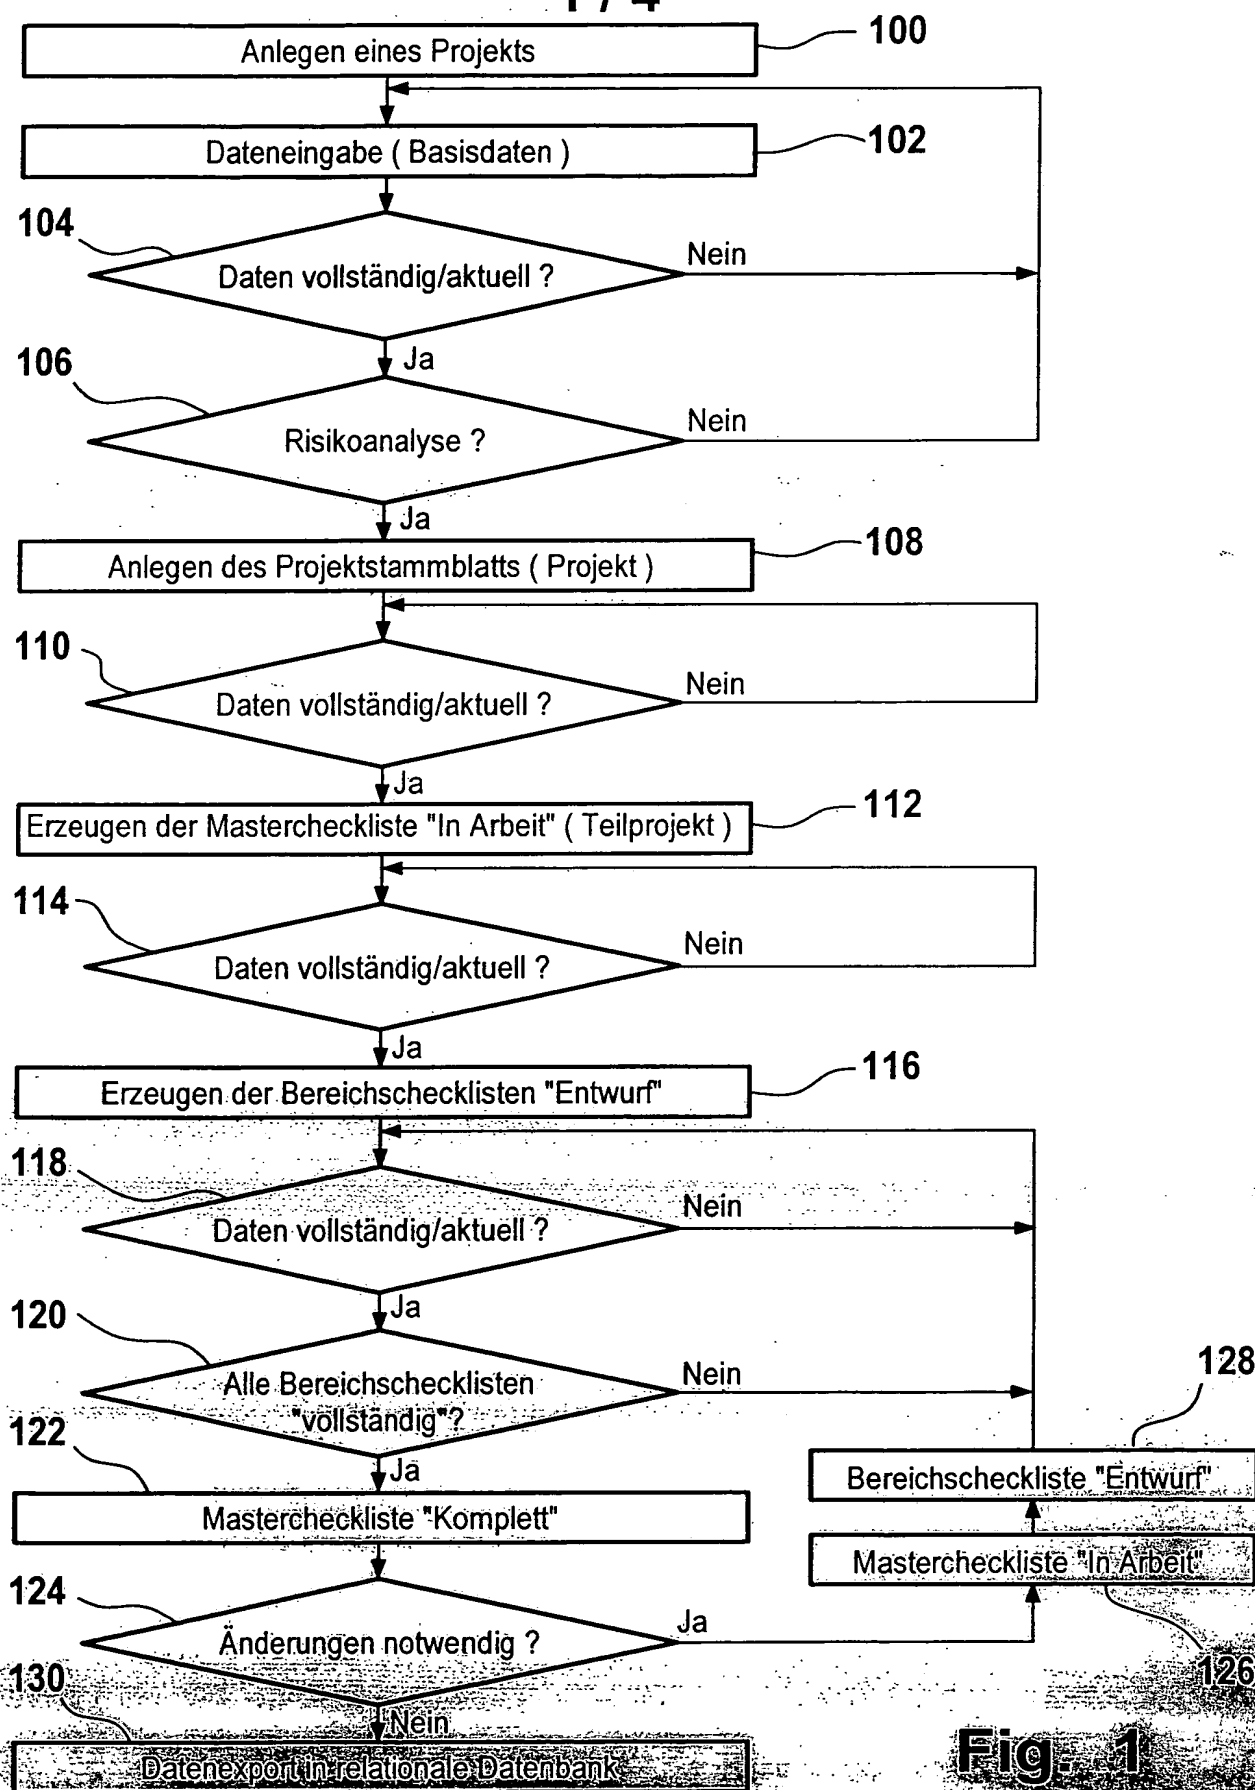 1 / 4
Anlegen eines Projekts
100
Dateneingabe ( Basisdaten )
102
104
Daten vollständig/aktuell ?
Nein
Ja
106
Risikoanalyse ?
Nein
Ja
Anlegen des Projektstammblatts ( Projekt )
108
110
Daten vollständig/aktuell ?
Nein
Ja
Erzeugen der Mastercheckliste "In Arbeit" ( Teilprojekt )
112
114
Daten vollständig/aktuell ?
Nein
Ja
Erzeugen der Bereichschecklisten "Entwurf"
116
118
Daten vollständig/aktuell ?
Nein
Ja
120
Alle Bereichschecklisten
"vollständig"?
Nein
128
122
Ja
Bereichscheckliste "Entwurf"
Mastercheckliste "Komplett"
Mastercheckliste "In Arbeit"
124
Änderungen notwendig ?
Ja
126
130
Nein
Datenexport in relationale Datenbank
Fig. 1